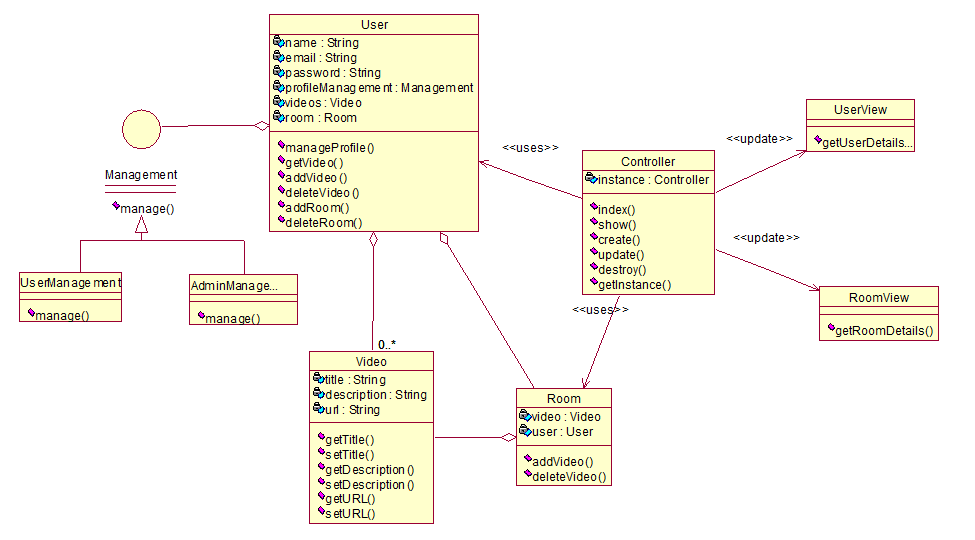 User
name : String
email : String
password : String
profileManagement : Management
videos : Video
room : Room
manageProfile()
getVideo()
addVideo()
deleteVideo()
addRoom()
deleteRoom()
Management
manage()
UserManagement
manage()
AdminManage...
manage()
<<uses>>
Controller
instance : Controller
index()
show()
create()
update()
destroy()
getInstance()
<<update>>
UserView
getUserDetails...
<<update>>
RoomView
getRoomDetails()
<<uses>>
0..*
Video
title : String
description : String
url : String
getTitle()
setTitle()
getDescription()
setDescription()
getURL()
setURL()
Room
video : Video
user : User
addVideo()
deleteVideo()